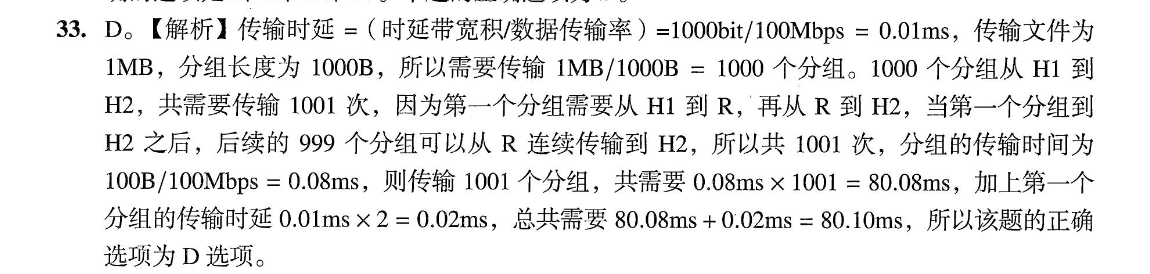 33. D。【解析】传输时延 =（时延带宽积/数据传输率）=1000bit/100Mbps = 0.01ms，传输文件为
1MB，分组长度为 1000B，所以需要传输 1MB/1000B = 1000 个分组。1000 个分组从 H1 到
H2，共需要传输 1001 次，因为第一个分组需要从 H1 到 R，再从 R 到 H2，当第一个分组到
H2 之后，后续的 999 个分组可以从 R 连续传输到 H2，所以共 1001 次，分组的传输时间为
100B/100Mbps = 0.08ms，则传输 1001 个分组，共需要 0.08ms × 1001 = 80.08ms，加上第一个
分组的传输时延 0.01ms × 2 = 0.02ms，总共需要 80.08ms + 0.02ms = 80.10ms，所以该题的正确
选项为 D 选项。